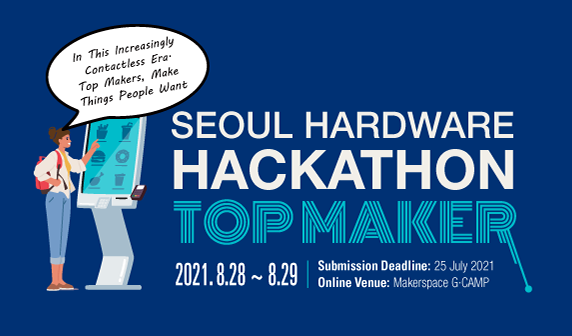 In This Increasingly
Contactless Era·
Top Makers, Make
Things People Want
SEOUL HARDWARE
HACKATHON
TOP MAKER
2021. 8.28 ~ 8.29
Submission Deadline: 25 July 2021
Online Venue: Makerspace G·CAMP